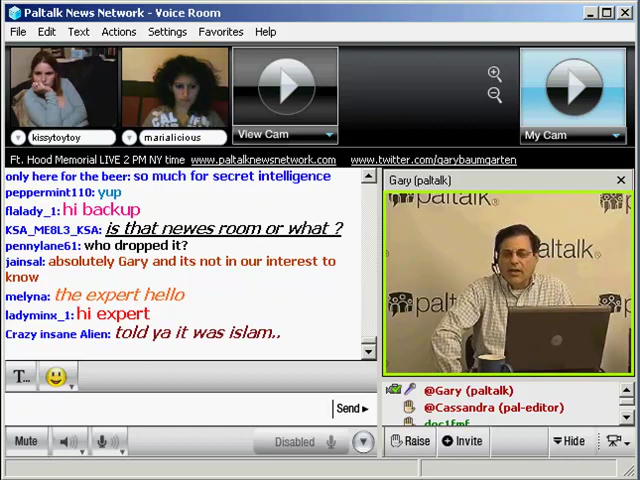 Paltalk News Network - Voice Room
File Edit Text Actions Settings Favorites Help
kissytoytoy
marialicious
View Cam
My Cam
Ft. Hood Memorial LIVE 2 PM NY time www.paltalknewsnetwork.com www.twitter.com/garybaumgarten
only here for the beer: so much for secret intelligence
peppermint110: yup
flalady_1: hi backup
KSA_ME8L3_KSA: is that newes room or what ?
pennylane61: who dropped it?
jainsal: absolutely Gary and its not in our interest to
know
melyna: the expert hello
ladyminx_1: hi expert
Crazy insane Alien: told ya it was islam..
Gary (paltalk)
paltalk
paltalk
T...
Send
@Gary (paltalk)
@Cassandra (pal-editor)
doc1fmf
Mute
Disabled
Raise
Invite
Hide